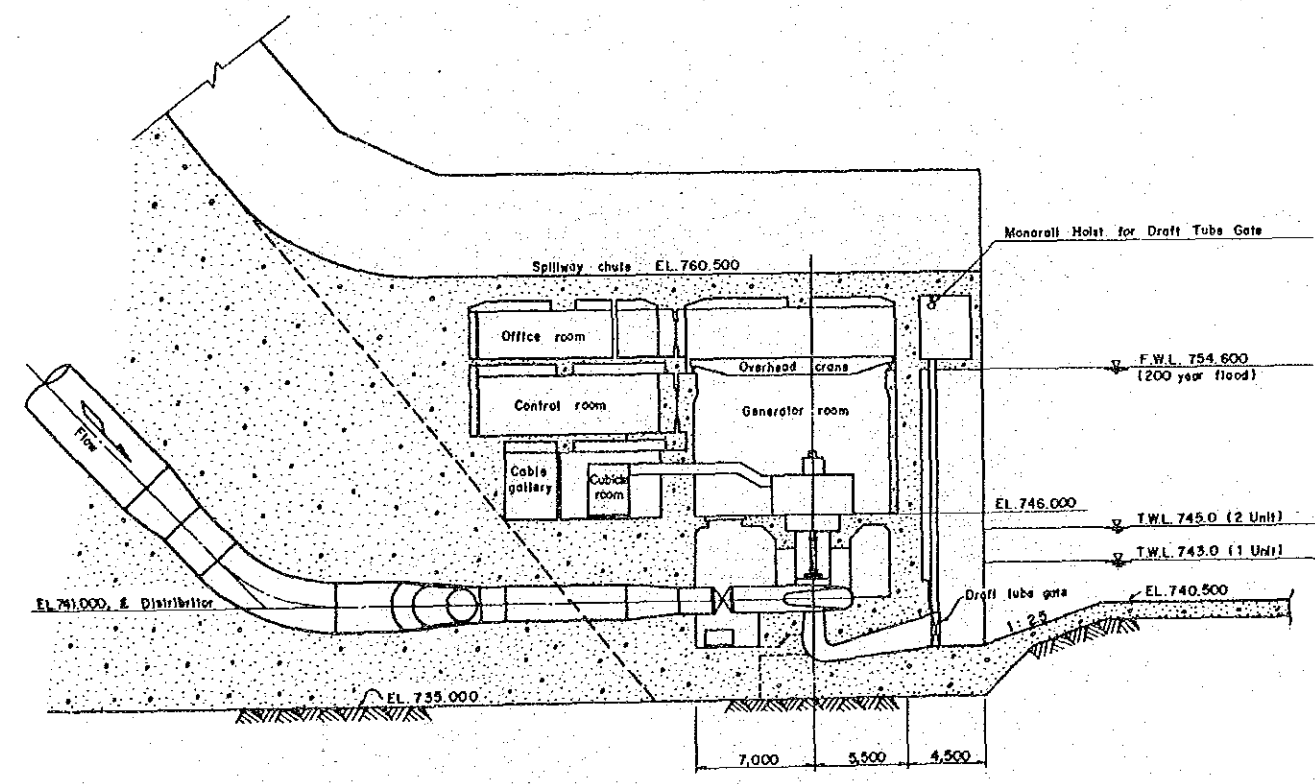 Monorail Hoist for Draft Tube Gate
Spillway chute EL.760.500
Office room
Overhead crane
F.W.L. 754.600
(200 year flood)
Control room
Generator room
Flow
Cable
gallery
Cubicle
room
EL.746.000
T.W.L. 745.0 (2 Unit)
T.W.L. 743.0 (1 Unit)
EL.741.000, ℄ Distributor
Draft tube gate
EL.740.500
1:2.5
EL.735.000
7,000
5,500
4,500